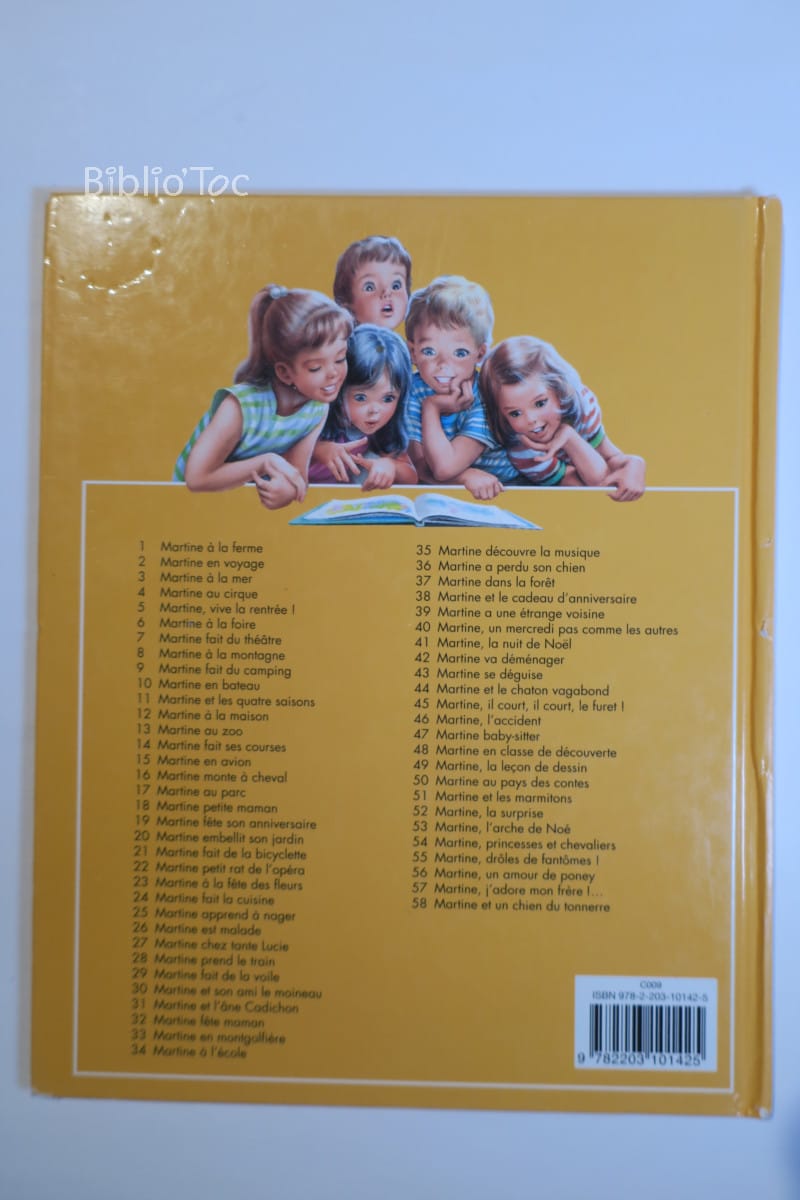 Biblio'Toc
1 Martine à la ferme
2 Martine en voyage
3 Martine à la mer
4 Martine au cirque
5 Martine, vive la rentrée !
6 Martine à la foire
7 Martine fait du théâtre
8 Martine à la montagne
9 Martine fait du camping
10 Martine en bateau
11 Martine et les quatre saisons
12 Martine à la maison
13 Martine au zoo
14 Martine fait ses courses
15 Martine en avion
16 Martine monte à cheval
17 Martine au parc
18 Martine petite maman
19 Martine fête son anniversaire
20 Martine embellit son jardin
21 Martine fait de la bicyclette
22 Martine petit rat de l'opéra
23 Martine à la fête des fleurs
24 Martine fait la cuisine
25 Martine apprend à nager
26 Martine est malade
27 Martine chez tante Lucie
28 Martine prend le train
29 Martine fait de la voile
30 Martine et son ami le moineau
31 Martine et l'âne Cadichon
32 Martine fête maman
33 Martine en montgolfière
34 Martine à l'école
35 Martine découvre la musique
36 Martine a perdu son chien
37 Martine dans la forêt
38 Martine et le cadeau d'anniversaire
39 Martine a une étrange voisine
40 Martine, un mercredi pas comme les autres
41 Martine, la nuit de Noël
42 Martine va déménager
43 Martine se déguise
44 Martine et le chaton vagabond
45 Martine, il court, il court, le furet !
46 Martine, l'accident
47 Martine baby-sitter
48 Martine en classe de découverte
49 Martine, la leçon de dessin
50 Martine au pays des contes
51 Martine et les marmitons
52 Martine, la surprise
53 Martine, l'arche de Noé
54 Martine, princesses et chevaliers
55 Martine, drôles de fantômes !
56 Martine, un amour de poney
57 Martine, j'adore mon frère !...
58 Martine et un chien du tonnerre
C009
ISBN 978-2-203-10142-5
9 782203 101425